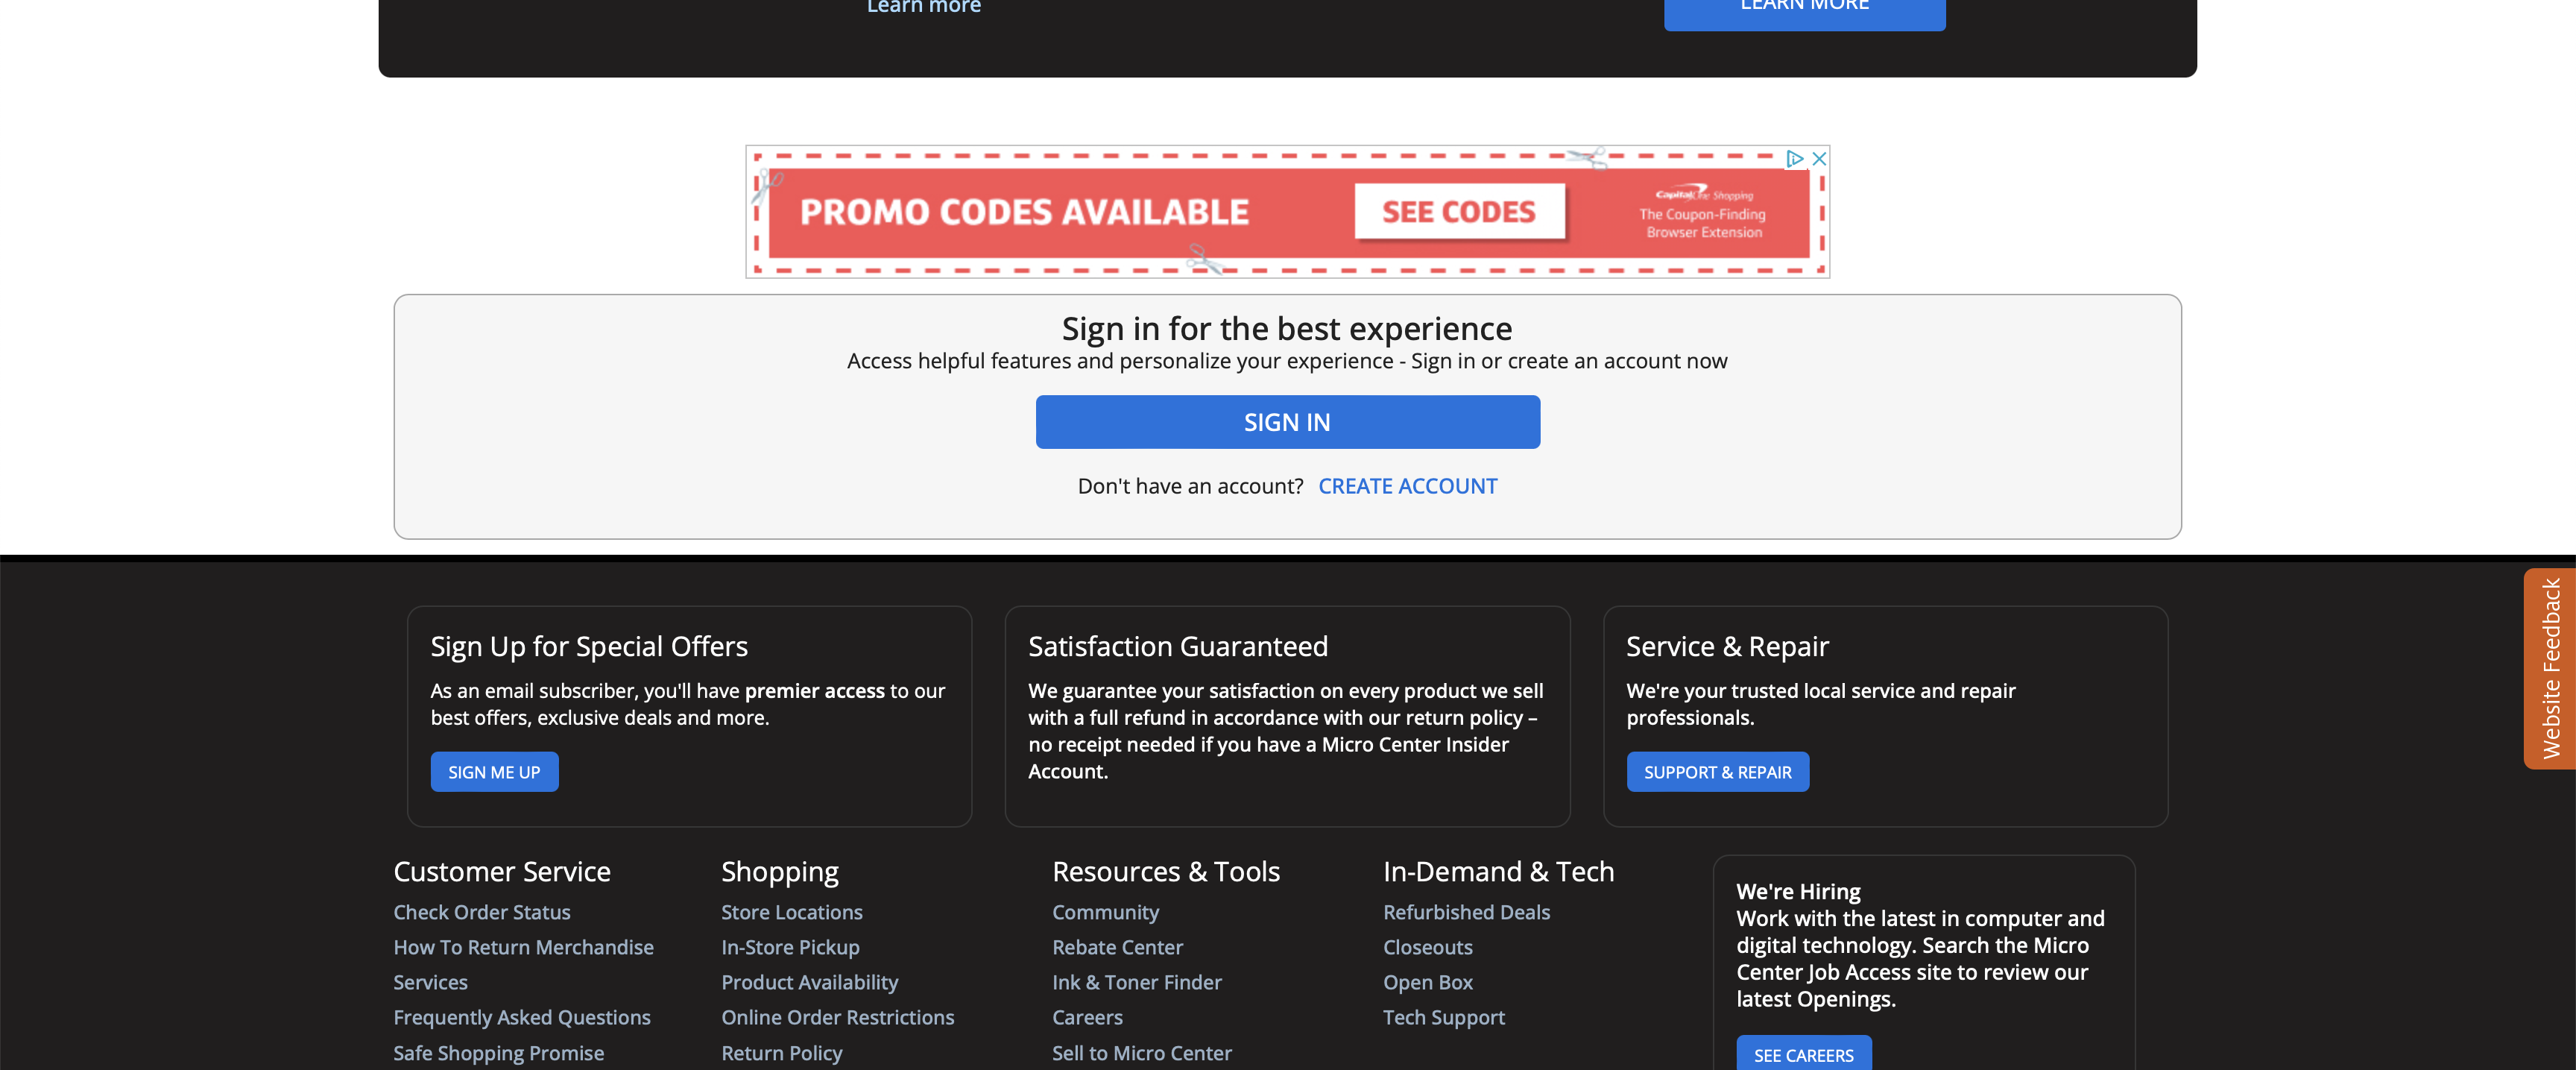 Learn more
LEARN MORE
PROMO CODES AVAILABLE
SEE CODES
CapitalOne Shopping
The Coupon-Finding
Browser Extension
Sign in for the best experience
Access helpful features and personalize your experience - Sign in or create an account now
SIGN IN
Don't have an account? CREATE ACCOUNT
Website Feedback
Sign Up for Special Offers
As an email subscriber, you'll have premier access to our
best offers, exclusive deals and more.
SIGN ME UP
Satisfaction Guaranteed
We guarantee your satisfaction on every product we sell
with a full refund in accordance with our return policy –
no receipt needed if you have a Micro Center Insider
Account.
Service & Repair
We're your trusted local service and repair
professionals.
SUPPORT & REPAIR
Customer Service
Check Order Status
How To Return Merchandise
Services
Frequently Asked Questions
Safe Shopping Promise
Shopping
Store Locations
In-Store Pickup
Product Availability
Online Order Restrictions
Return Policy
Resources & Tools
Community
Rebate Center
Ink & Toner Finder
Careers
Sell to Micro Center
In-Demand & Tech
Refurbished Deals
Closeouts
Open Box
Tech Support
We're Hiring
Work with the latest in computer and
digital technology. Search the Micro
Center Job Access site to review our
latest Openings.
SEE CAREERS